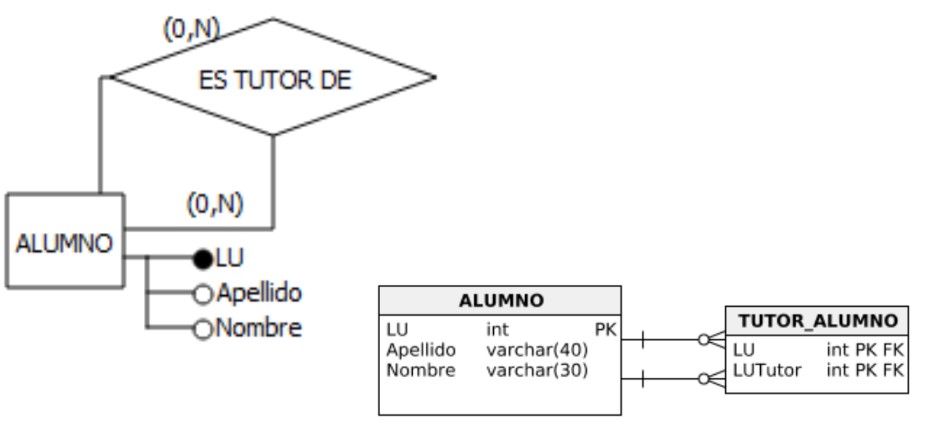 (0,N)
ES TUTOR DE
(0,N)
ALUMNO
LU
Apellido
Nombre
ALUMNO
LU int PK
Apellido varchar(40)
Nombre varchar(30)
TUTOR_ALUMNO
LU int PK FK
LUTutor int PK FK